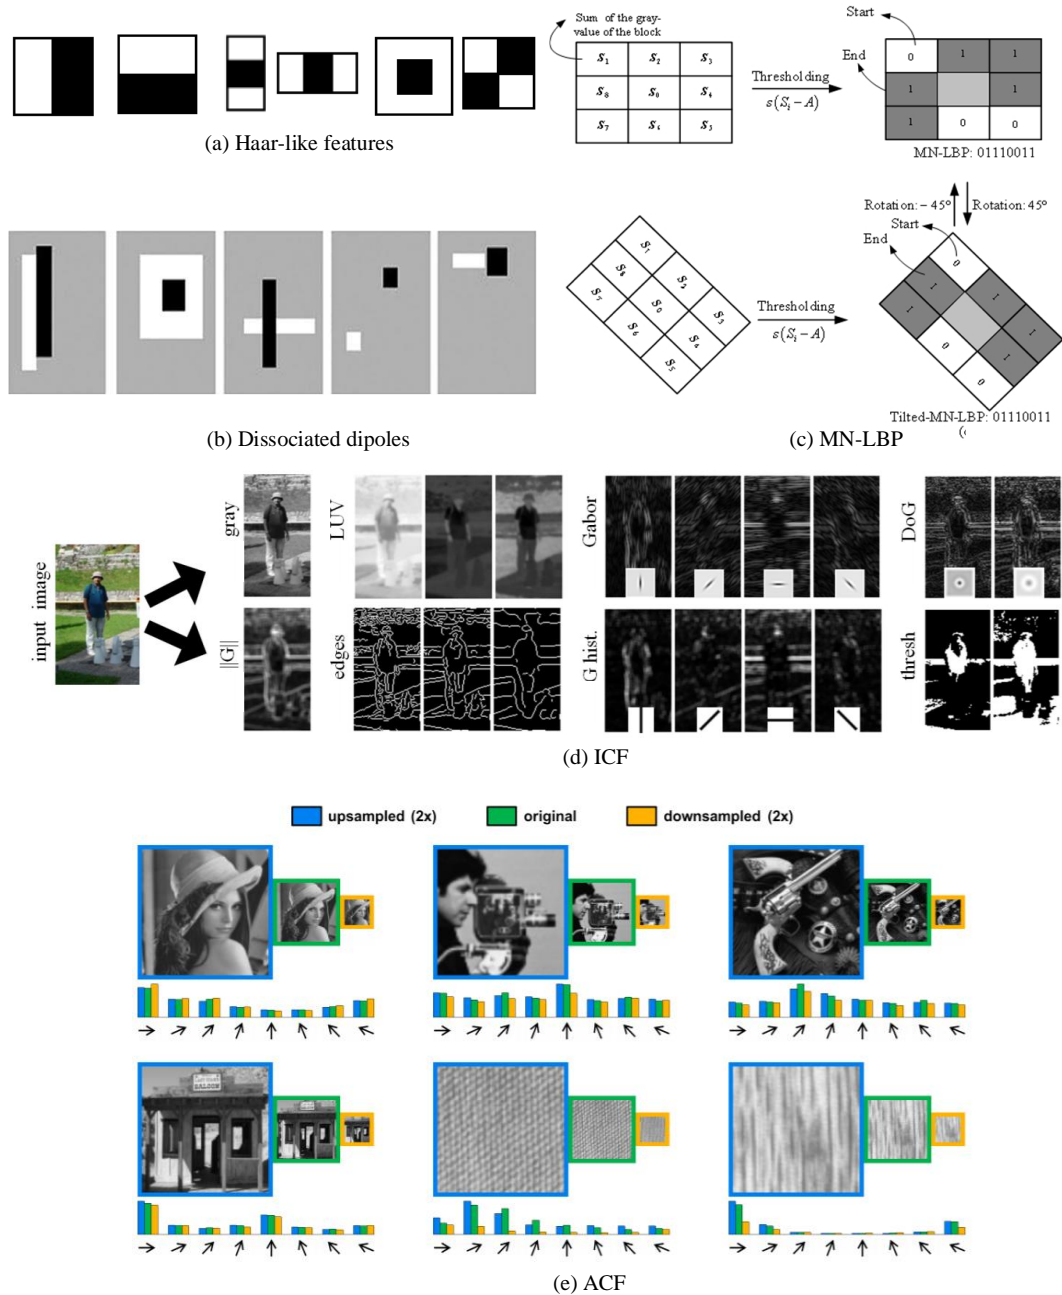 (a) Haar-like features
Sum of the gray-
value of the block
S1 S2 S3
S8 S0 S4
S7 S6 S5
Thresholding
s(Si – A)
Start
End
0 1 1
1 1
1 0 0
MN-LBP: 01110011
Rotation: – 45° Rotation: 45°
(b) Dissociated dipoles
S1
S8 S2
S7 S0 S3
S6 S4
S5
Thresholding
s(Si – A)
Start
End
0
1 1
1 1
0 1
0
Tilted-MN-LBP: 01110011
(c) MN-LBP
input image
gray
||G||
LUV
edges
Gabor
G hist.
DoG
thresh
(d) ICF
upsampled (2x) original downsampled (2x)
SALOON
(e) ACF